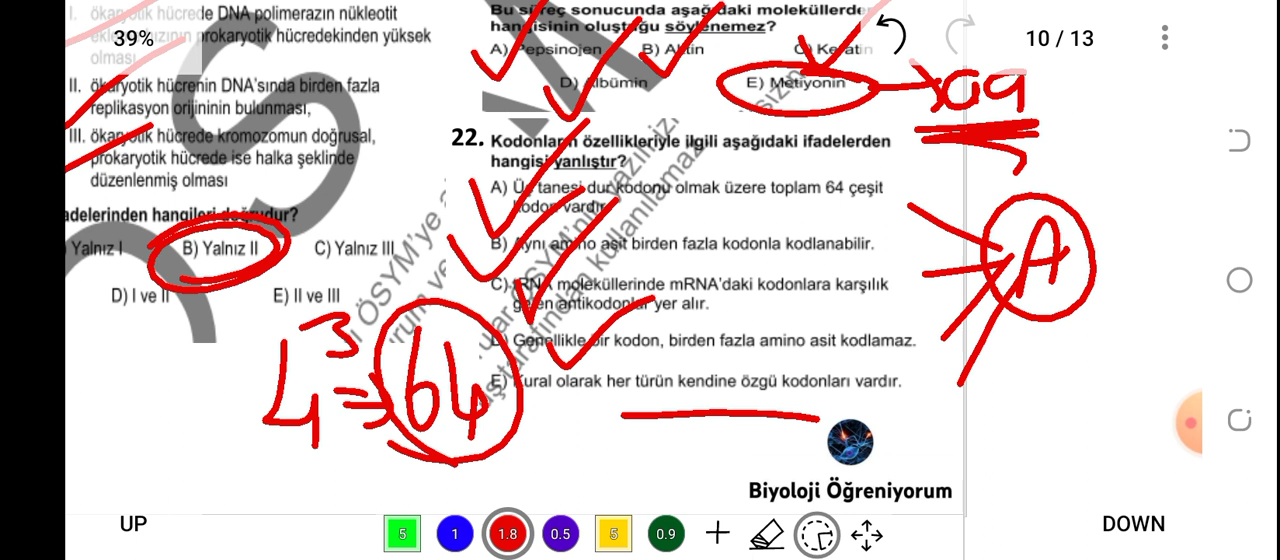 39%
10 / 13
I. ökaryotik hücrede DNA polimerazın nükleotit
prokaryotik hücredekinden yüksek
olması,
II. ökaryotik hücrenin DNA'sında birden fazla
replikasyon orijininin bulunması,
III. ökaryotik hücrede kromozomun doğrusal,
prokaryotik hücrede ise halka şeklinde
düzenlenmiş olması
adelerinden hangileri doğrudur?
Yalnız I B) Yalnız II C) Yalnız III
D) I ve II E) II ve III
4³ = 64
Bu süreç sonucunda aşağıdaki moleküllerden
hangisinin oluştuğu söylenemez?
A) Pepsinojen B) Aktin C) Keratin
D) Albümin E) Metiyonin
22. Kodonların özellikleriyle ilgili aşağıdaki ifadelerden
hangisi yanlıştır?
A) Üç tanesi dur kodonu olmak üzere toplam 64 çeşit
kodon vardır.
B) Aynı amino asit birden fazla kodonla kodlanabilir.
C) tRNA moleküllerinde mRNA'daki kodonlara karşılık
gelen antikodonlar yer alır.
D) Genellikle bir kodon, birden fazla amino asit kodlamaz.
E) Kural olarak her türün kendine özgü kodonları vardır.
A
Biyoloji Öğreniyorum
UP
5 1 1.8 0.5 5 0.9
DOWN